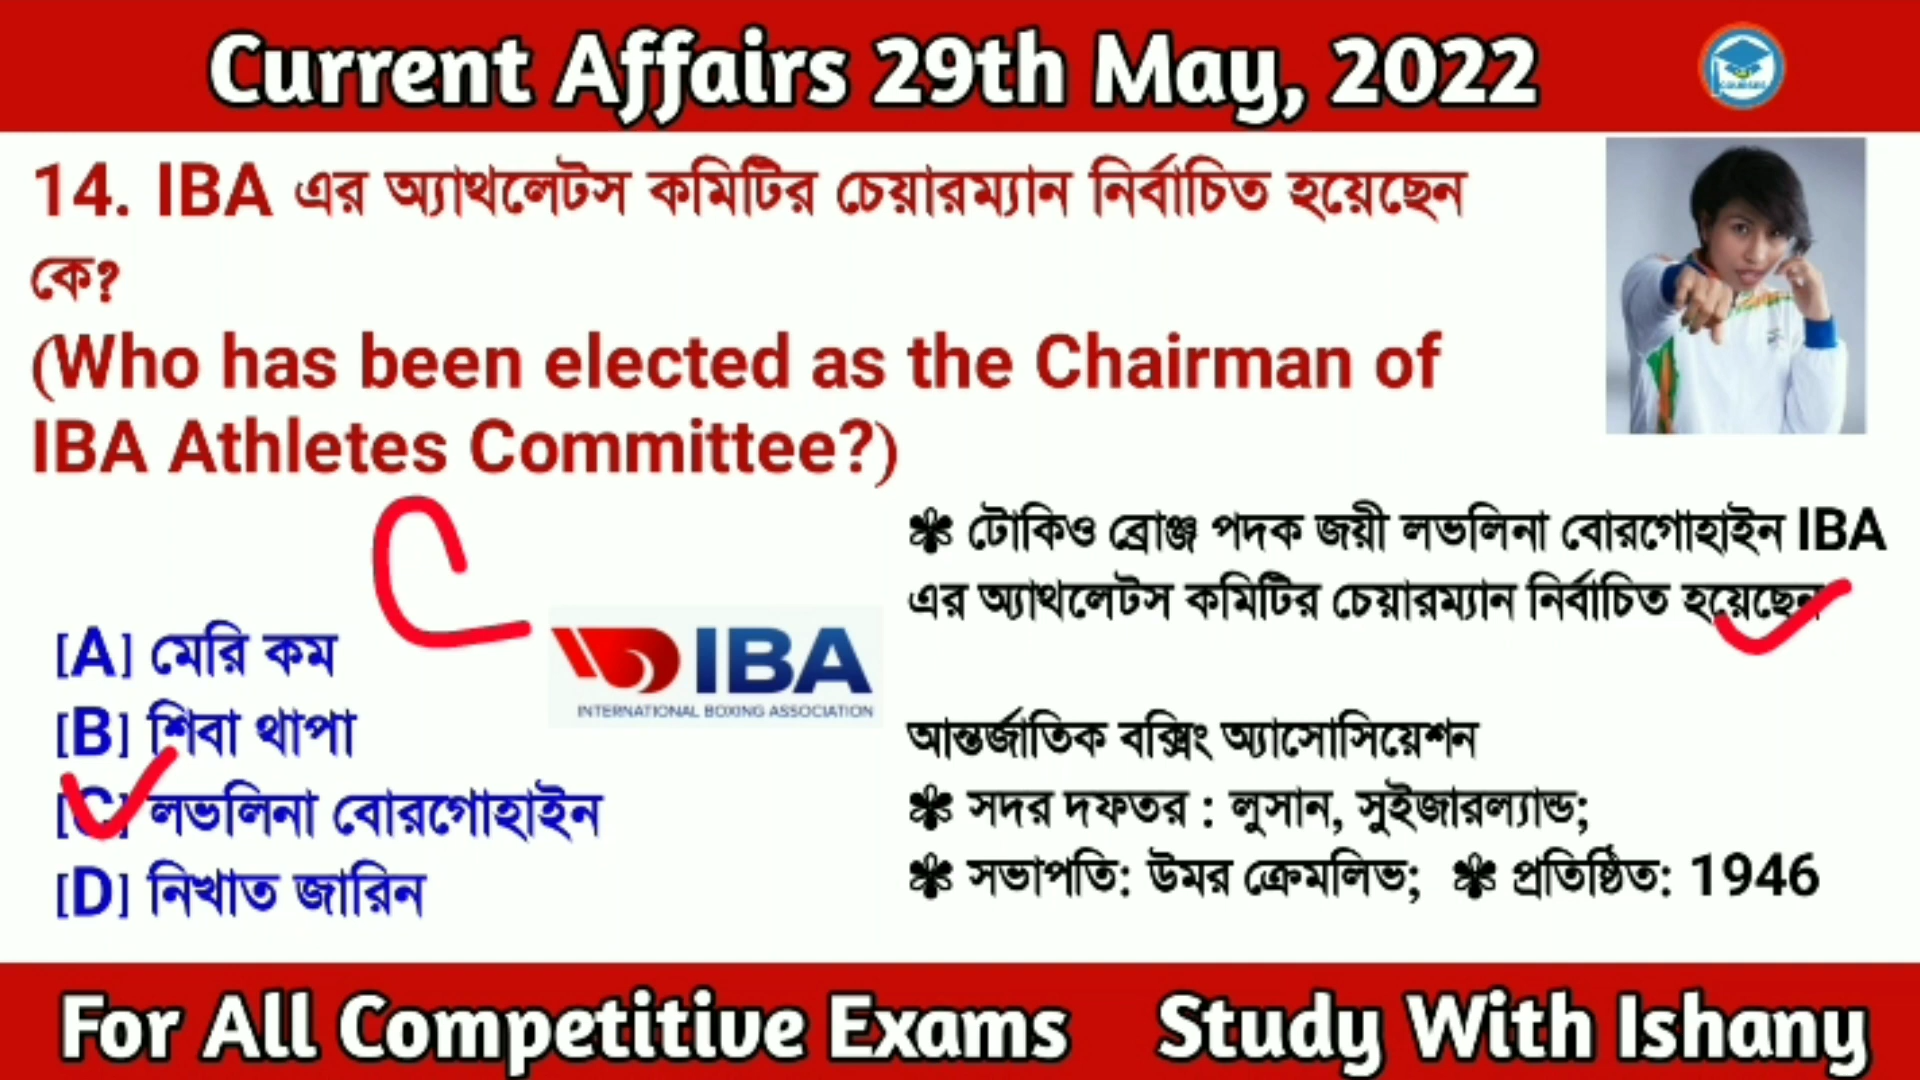 Current Affairs 29th May, 2022
14. IBA এর অ্যাথলেটস কমিটির চেয়ারম্যান নির্বাচিত হয়েছেন
কে?
(Who has been elected as the Chairman of
IBA Athletes Committee?)
[A] মেরি কম
[B] শিবা থাপা
[C] লভলিনা বোরগোহাইন
[D] নিখাত জারিন
IBA
INTERNATIONAL BOXING ASSOCIATION
✽ টোকিও ব্রোঞ্জ পদক জয়ী লভলিনা বোরগোহাইন IBA
এর অ্যাথলেটস কমিটির চেয়ারম্যান নির্বাচিত হয়েছেন
আন্তর্জাতিক বক্সিং অ্যাসোসিয়েশন
✽ সদর দফতর : লুসান, সুইজারল্যান্ড;
✽ সভাপতি: উমর ক্রেমলিভ; ✽ প্রতিষ্ঠিত: 1946
For All Competitive Exams Study With Ishany